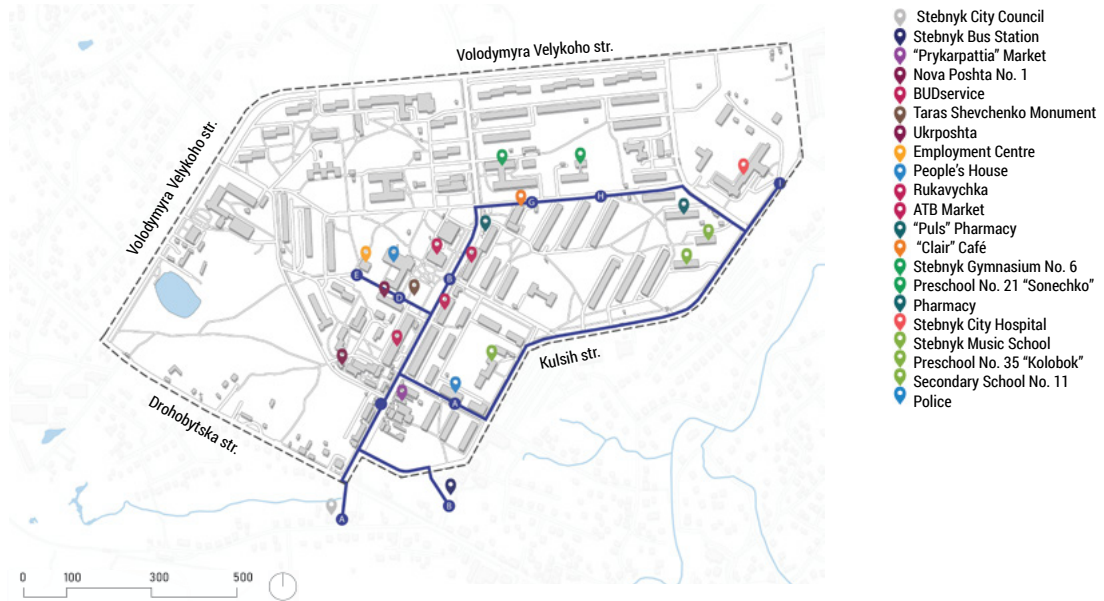 Volodymyra Velykoho str.
Volodymyra Velykoho str.
Drohobytska str.
Kulsih str.
G
H
I
E
D
A
A
B
0 100 300 500
Stebnyk City Council
Stebnyk Bus Station
“Prykarpattia” Market
Nova Poshta No. 1
BUDservice
Taras Shevchenko Monument
Ukrposhta
Employment Centre
People's House
Rukavychka
ATB Market
“Puls” Pharmacy
“Clair” Café
Stebnyk Gymnasium No. 6
Preschool No. 21 “Sonechko”
Pharmacy
Stebnyk City Hospital
Stebnyk Music School
Preschool No. 35 “Kolobok”
Secondary School No. 11
Police